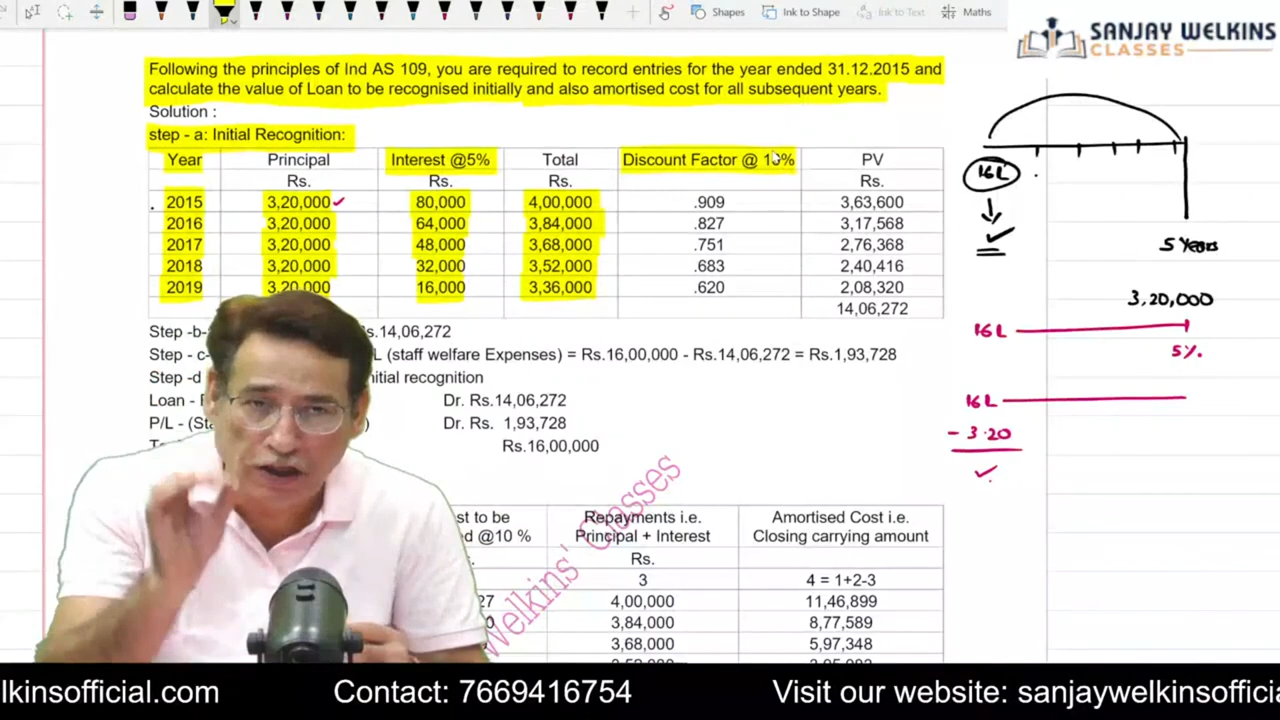 Shapes Ink to Shape Ink to Text Maths
SANJAY WELKINS
CLASSES
Following the principles of Ind AS 109, you are required to record entries for the year ended 31.12.2015 and
calculate the value of Loan to be recognised initially and also amortised cost for all subsequent years.
Solution :
step - a: Initial Recognition:
Year Principal Interest @5% Total Discount Factor @ 10% PV
Rs. Rs. Rs. Rs.
2015 3,20,000 80,000 4,00,000 .909 3,63,600
2016 3,20,000 64,000 3,84,000 .827 3,17,568
2017 3,20,000 48,000 3,68,000 .751 2,76,368
2018 3,20,000 32,000 3,52,000 .683 2,40,416
2019 3,20,000 16,000 3,36,000 .620 2,08,320
14,06,272
Step -b- s.14,06,272
Step - c- L (staff welfare Expenses) = Rs.16,00,000 - Rs.14,06,272 = Rs.1,93,728
Step -d nitial recognition
Loan - Dr. Rs.14,06,272
P/L - (Sta ) Dr. Rs. 1,93,728
Rs.16,00,000
st to be Repayments i.e. Amortised Cost i.e.
d @10 % Principal + Interest Closing carrying amount
Rs.
3 4 = 1+2-3
27 4,00,000 11,46,899
0 3,84,000 8,77,589
3,68,000 5,97,348
Welkins' Classes
16L
5 Years
3,20,000
16L
5%
16L
- 3.20
elkinsofficial.com Contact: 7669416754 Visit our website: sanjaywelkinsofficia